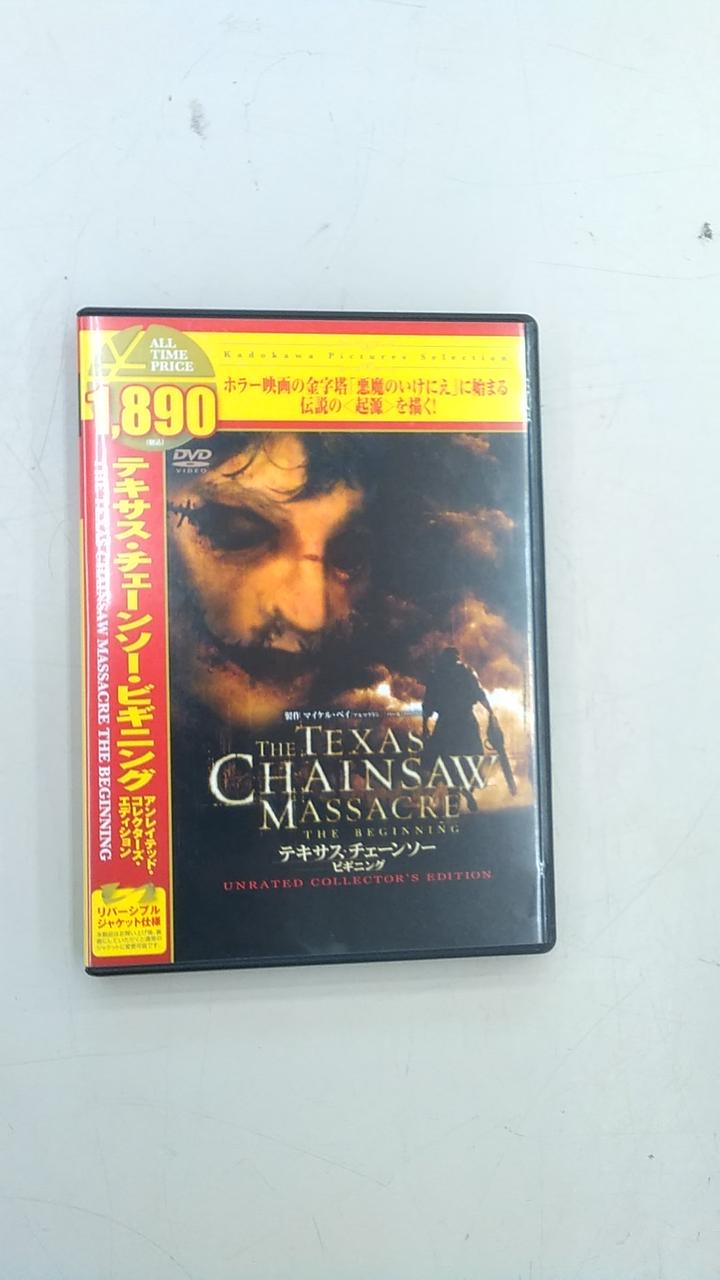 ALL
TIME
PRICE
Kadokawa Pictures Selection
1,890
(税込)
ホラー映画の金字塔「悪魔のいけにえ」に始まる
伝説の<起源>を描く!
DVD
VIDEO
テキサス・チェーンソー・ビギニング
アンレイテッド・
コレクターズ・
エディション
CHAINSAW MASSACRE THE BEGINNING
製作 マイケル・ベイ
THE TEXAS
CHAINSAW
MASSACRE
THE BEGINNING
テキサス・チェーンソー
ビギニング
UNRATED COLLECTOR'S EDITION
リバーシブル
ジャケット仕様